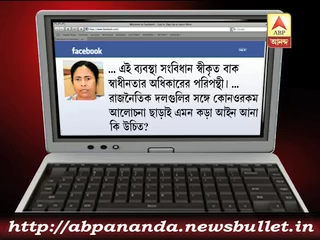 abp
আনন্দ
facebook
... এই ব্যবস্থা সংবিধান স্বীকৃত বাক
স্বাধীনতার অধিকারের পরিপন্থী। ...
রাজনৈতিক দলগুলির সঙ্গে কোনওরকম
আলোচনা ছাড়াই এমন কড়া আইন আনা
কি উচিত?
http://abpananda.newsbullet.in